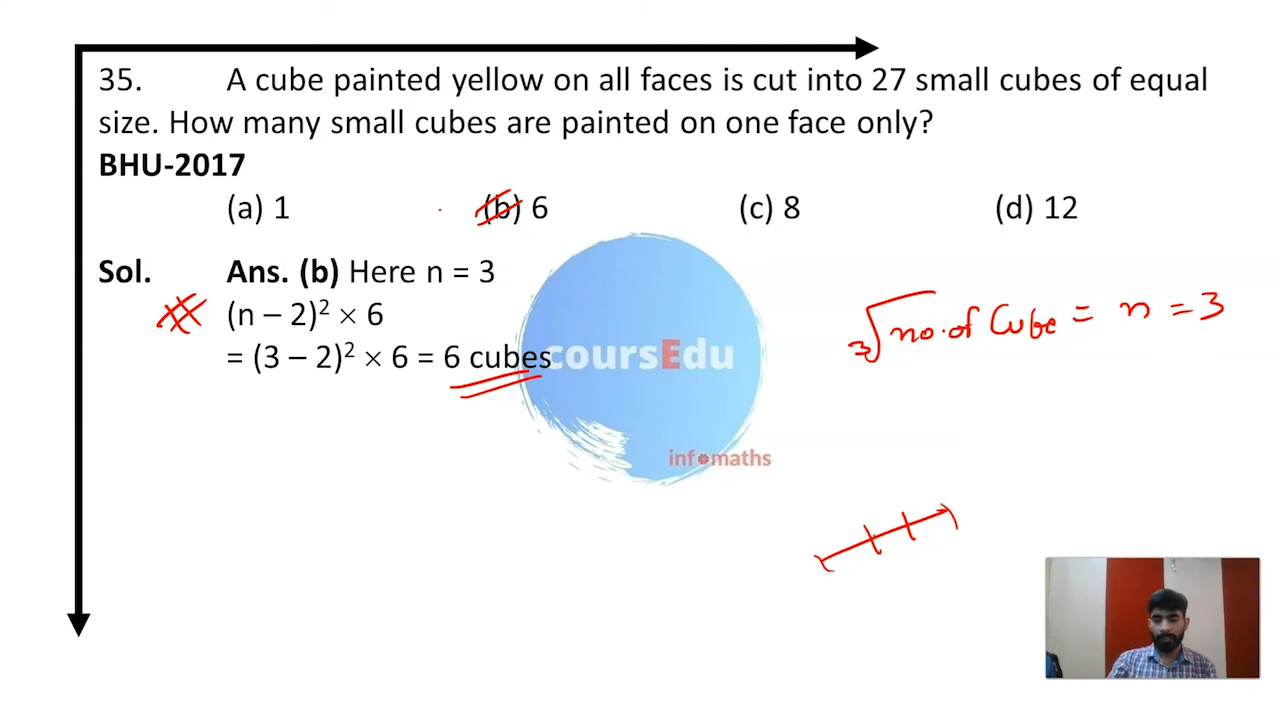 35. A cube painted yellow on all faces is cut into 27 small cubes of equal
size. How many small cubes are painted on one face only?
BHU-2017
(a) 1 (b) 6 (c) 8 (d) 12
Sol. Ans. (b) Here n = 3
(n – 2)² × 6
= (3 – 2)² × 6 = 6 cubes
∛no. of Cube = n = 3
coursEdu
infomaths